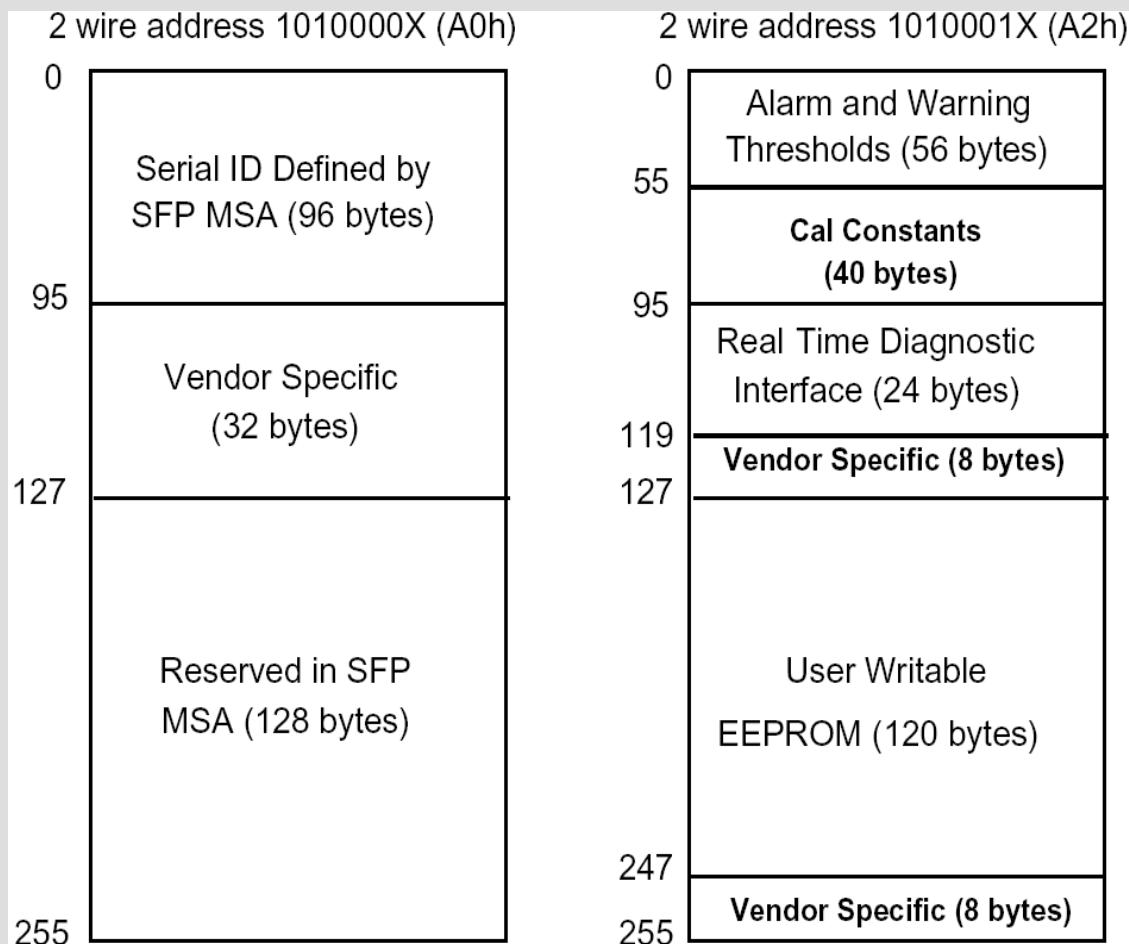 2 wire address 1010000X (A0h)
0
Serial ID Defined by
SFP MSA (96 bytes)
95
Vendor Specific
(32 bytes)
127
Reserved in SFP
MSA (128 bytes)
255
2 wire address 1010001X (A2h)
0
Alarm and Warning
Thresholds (56 bytes)
55
Cal Constants
(40 bytes)
95
Real Time Diagnostic
Interface (24 bytes)
119
Vendor Specific (8 bytes)
127
User Writable
EEPROM (120 bytes)
247
Vendor Specific (8 bytes)
255